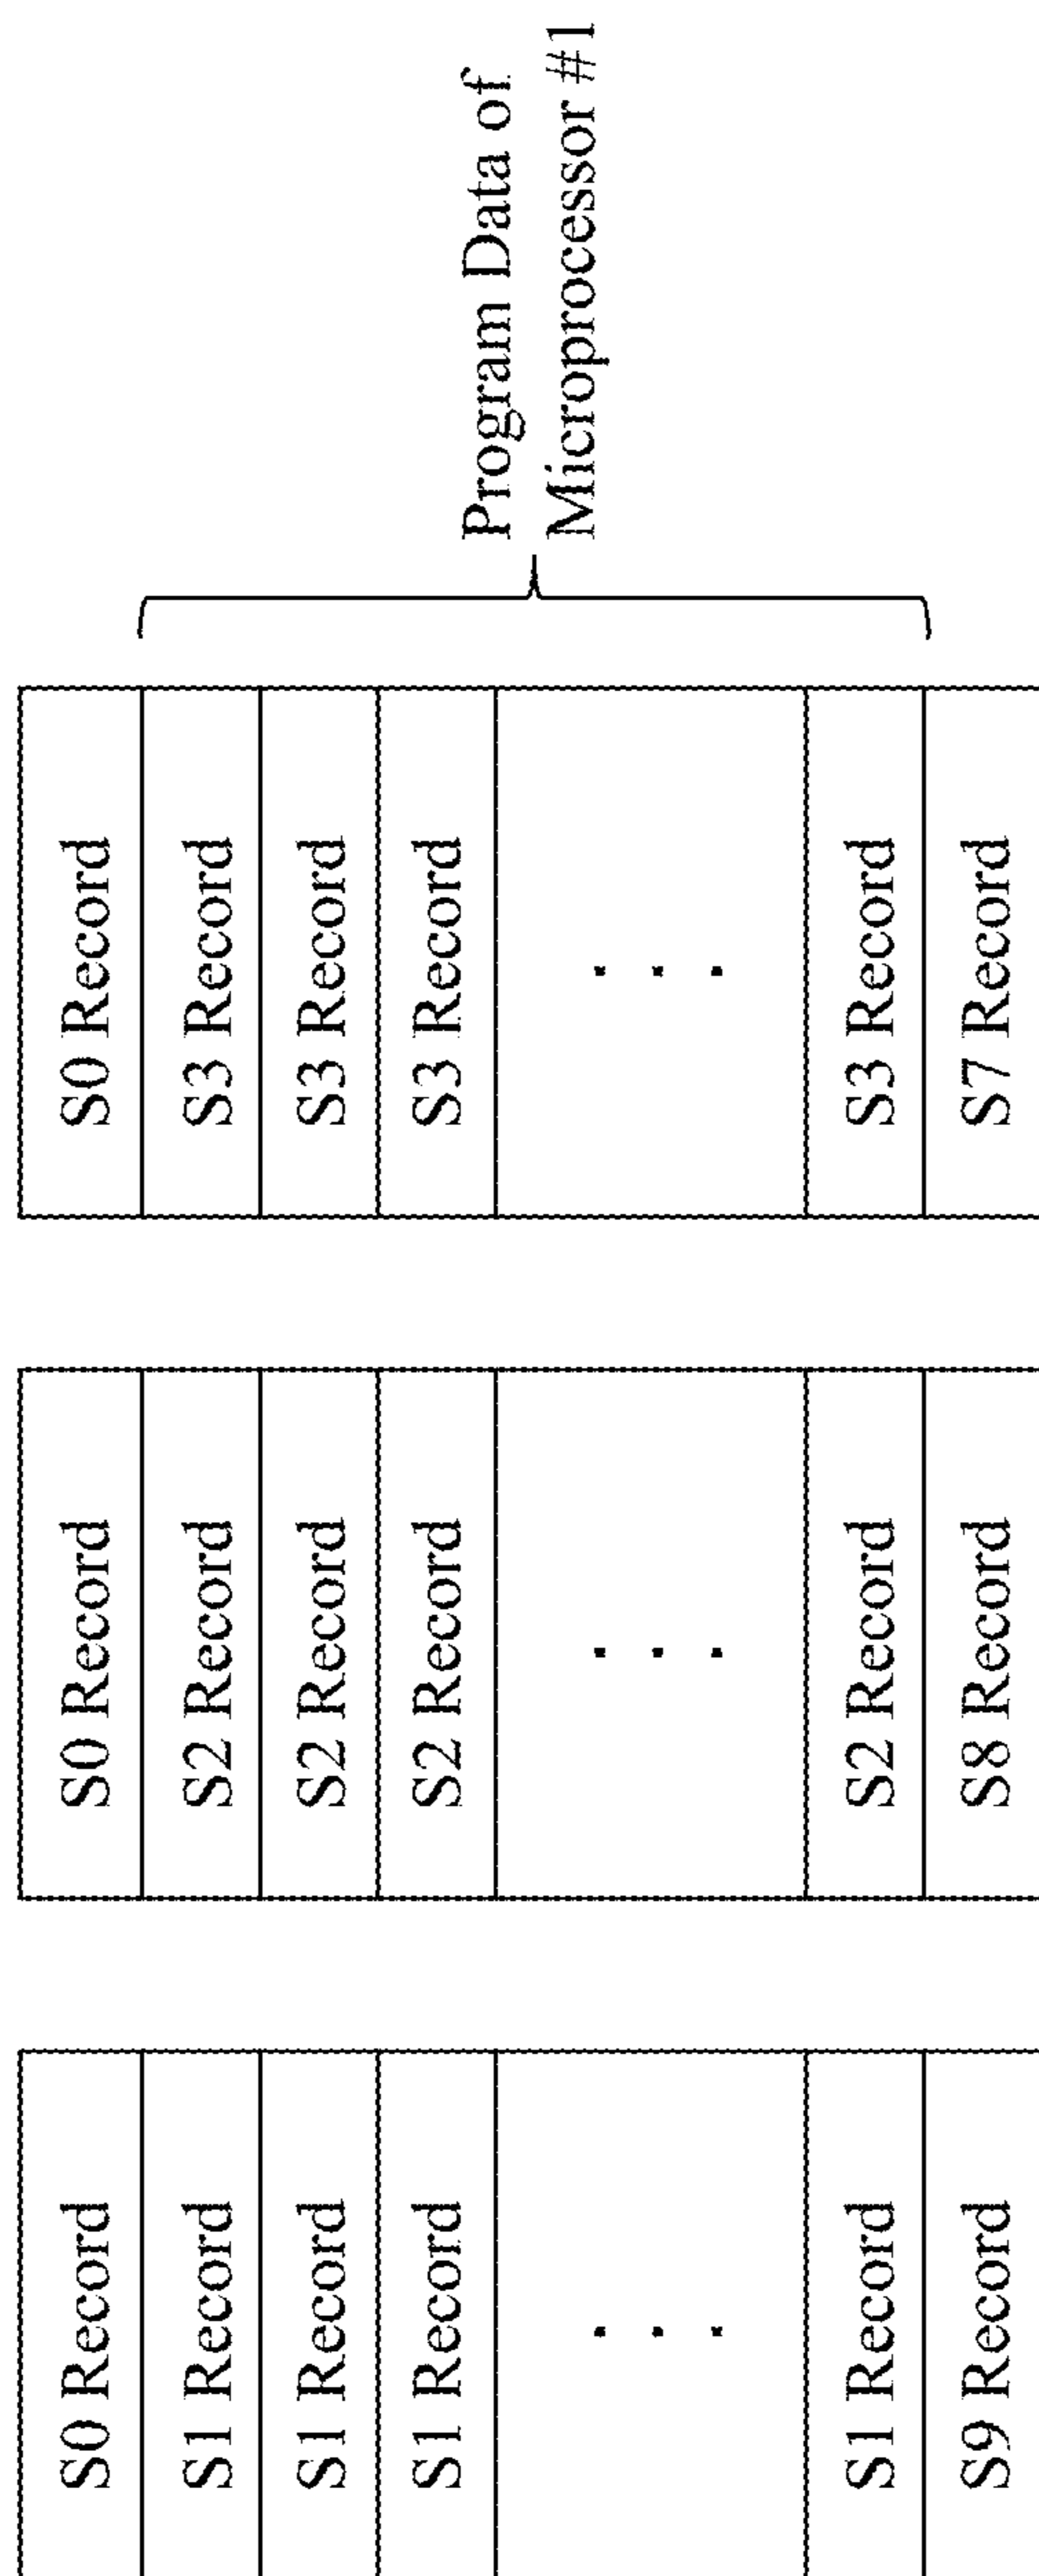 S0 Record
S1 Record
S1 Record
S1 Record
. . .
S1 Record
S9 Record
S0 Record
S2 Record
S2 Record
S2 Record
. . .
S2 Record
S8 Record
S0 Record
S3 Record
S3 Record
S3 Record
. . .
S3 Record
S7 Record
Program Data of
Microprocessor #1